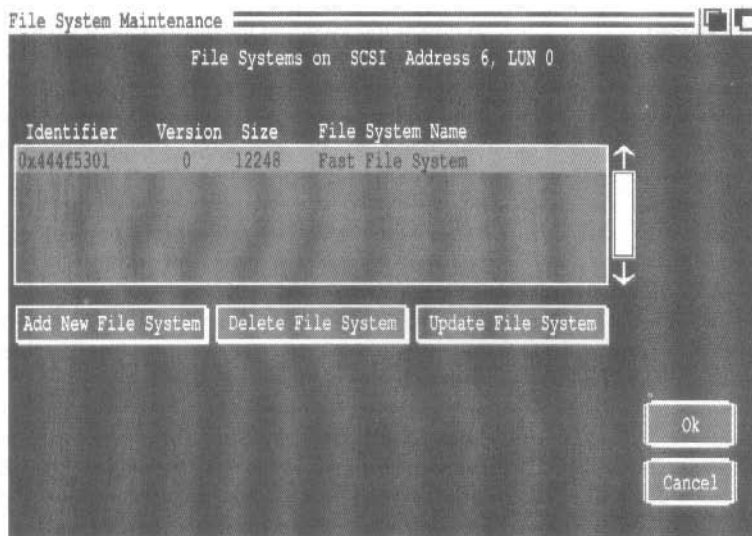 File System Maintenance
File Systems on SCSI Address 6, LUN 0
Identifier Version Size File System Name
0x444f5301 0 12248 Fast File System
Add New File System Delete File System Update File System
Ok
Cancel